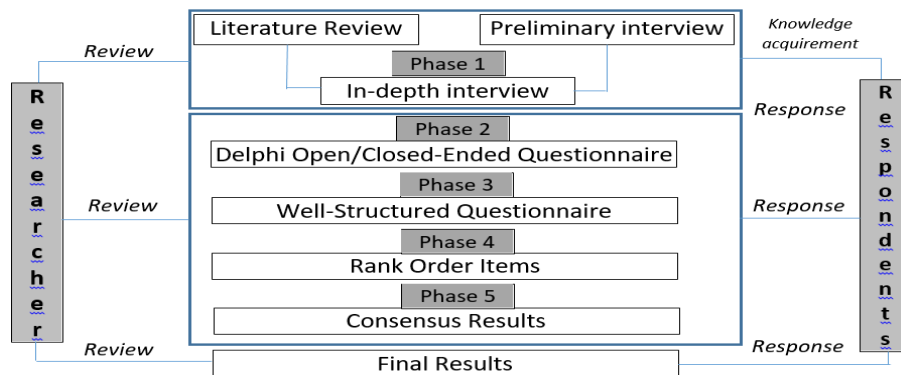 Literature Review
Preliminary interview
Knowledge
acquirement
Review
Phase 1
In-depth interview
Researcher
Respondents
Response
Phase 2
Delphi Open/Closed-Ended Questionnaire
Phase 3
Review
Well-Structured Questionnaire
Response
Phase 4
Rank Order Items
Phase 5
Consensus Results
Review
Response
Final Results